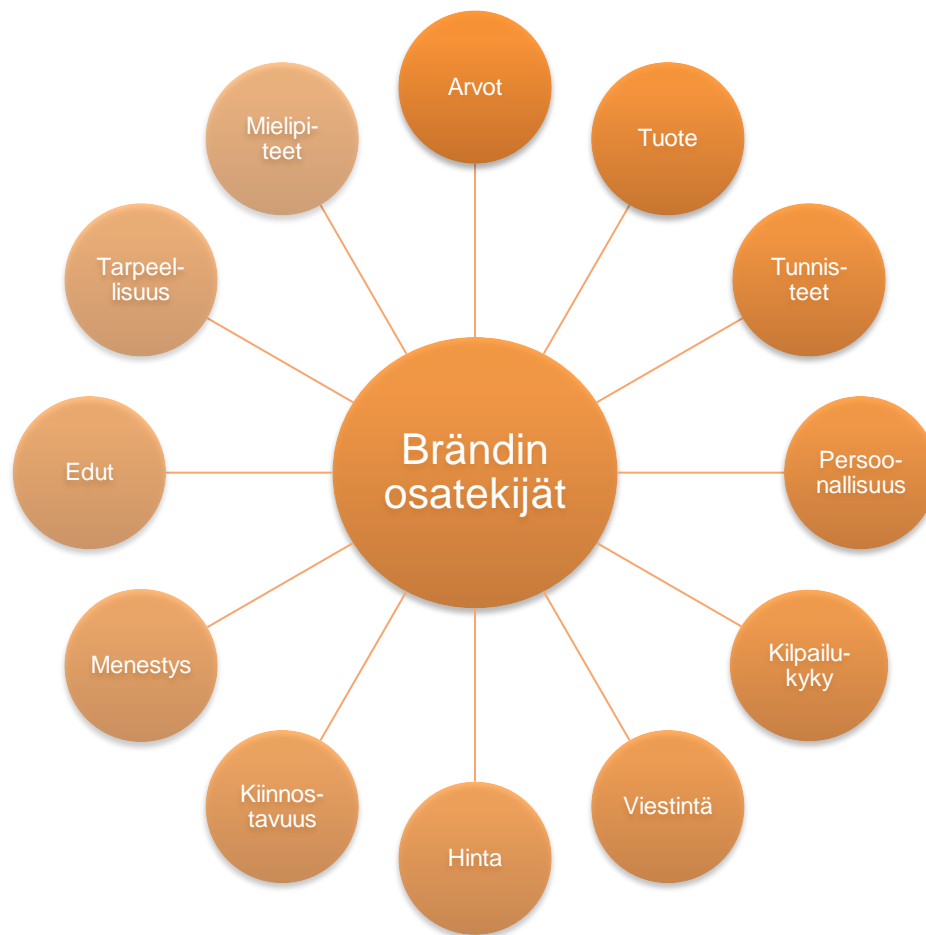 Arvot
Tuote
Tunnis-
teet
Persoo-
nallisuus
Kilpailu-
kyky
Viestintä
Hinta
Kiinnos-
tavuus
Menestys
Edut
Tarpeel-
lisuus
Mielipi-
teet
Brändin
osatekijät